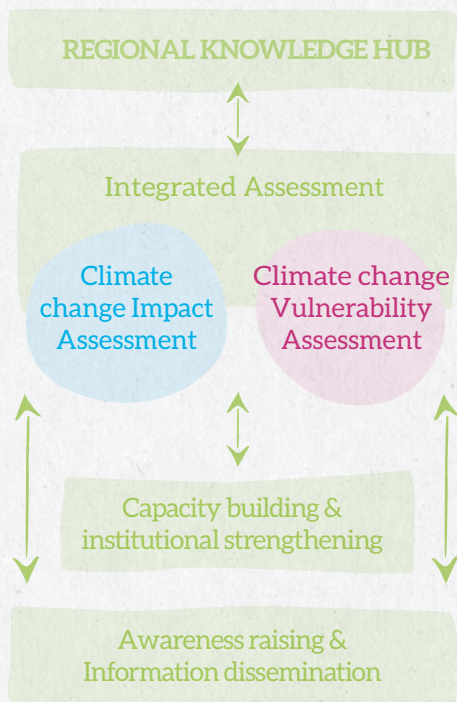 REGIONAL KNOWLEDGE HUB
Integrated Assessment
Climate
change Impact
Assessment
Climate change
Vulnerability
Assessment
Capacity building &
institutional strengthening
Awareness raising &
Information dissemination